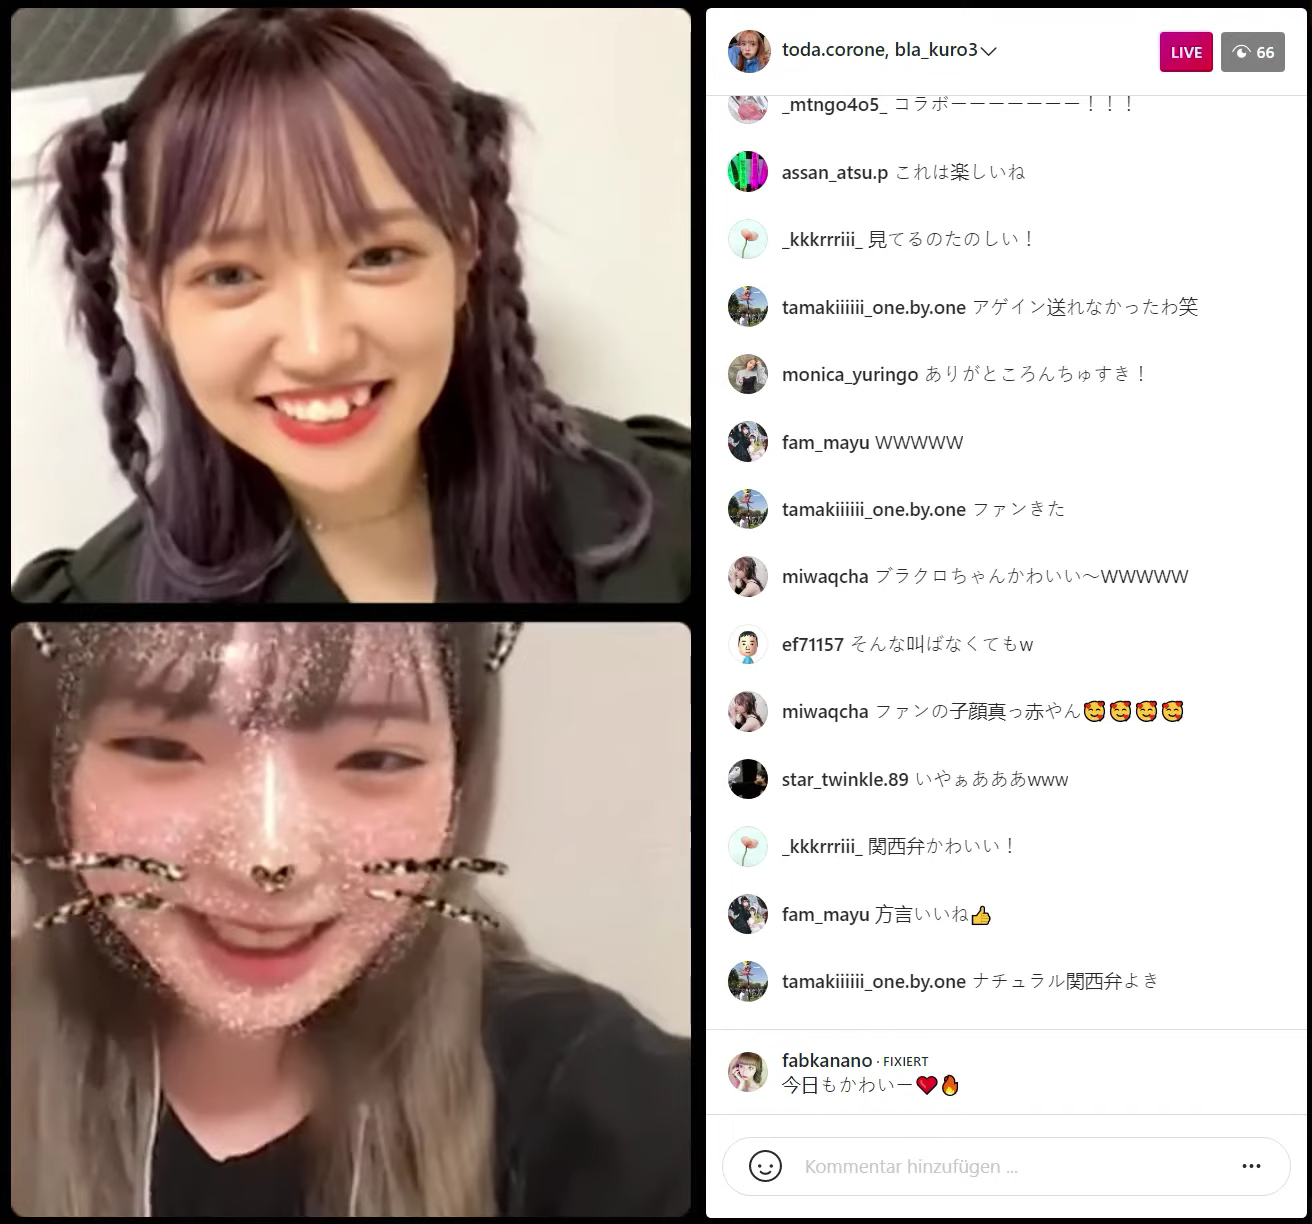 toda.corone, bla_kuro3
LIVE
66
_mtngo4o5_ コラボーーーーーーー！！！
assan_atsu.p これは楽しいね
_kkkrrriii_ 見てるのたのしい！
tamakiiiiii_one.by.one アゲイン送れなかったわ笑
monica_yuringo ありがところんちゅすき！
fam_mayu WWWWW
tamakiiiiii_one.by.one ファンきた
miwaqcha ブラクロちゃんかわいい〜WWWWW
ef71157 そんな叫ばなくてもw
miwaqcha ファンの子顔真っ赤やん🥰🥰🥰🥰
star_twinkle.89 いやぁあああwww
_kkkrrriii_ 関西弁かわいい！
fam_mayu 方言いいね👍
tamakiiiiii_one.by.one ナチュラル関西弁よき
fabkanano · FIXIERT
今日もかわいー❤️🔥
Kommentar hinzufügen ...